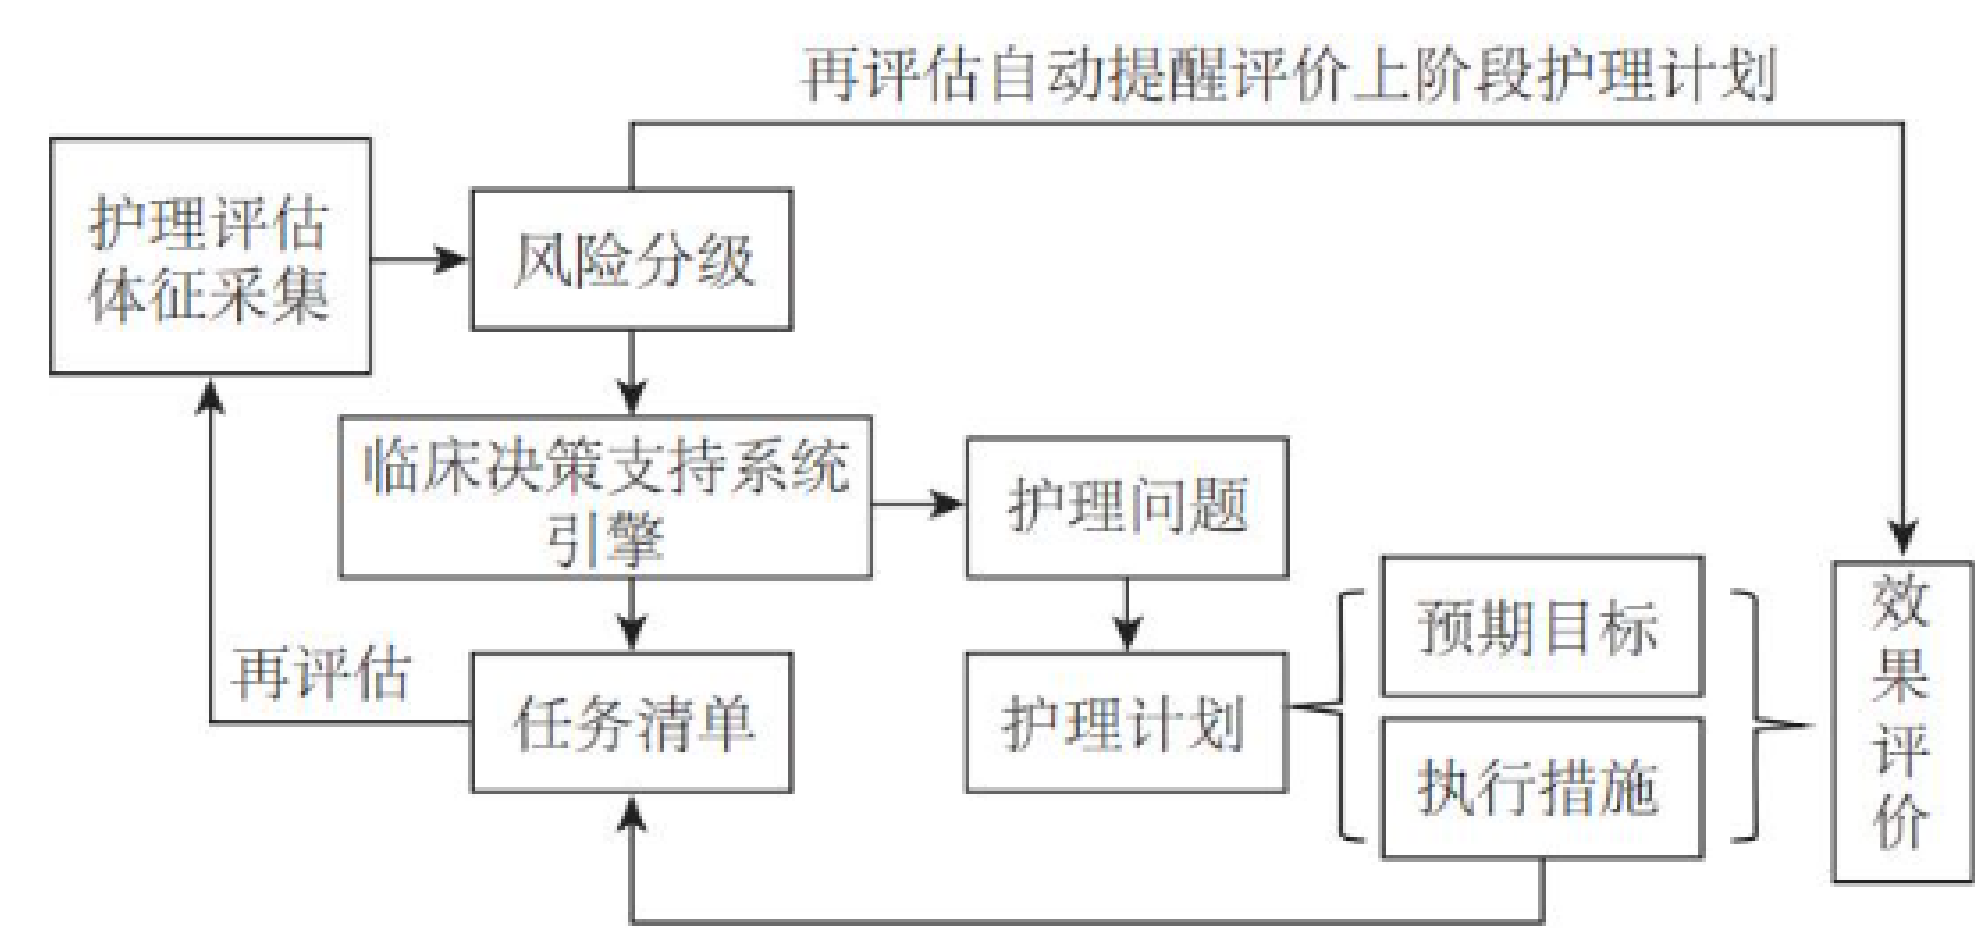 再评估自动提醒评价上阶段护理计划
护理评估
体征采集
风险分级
临床决策支持系统
引擎
护理问题
预期目标
效果评价
再评估
任务清单
护理计划
执行措施